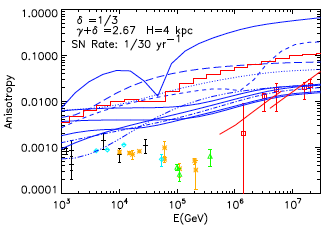 δ =1/3
γ+δ =2.67 H=4 kpc
SN Rate: 1/30 yr⁻¹
1.0000
0.1000
0.0100
0.0010
0.0001
Anisotropy
10³ 10⁴ 10⁵ 10⁶ 10⁷
E(GeV)